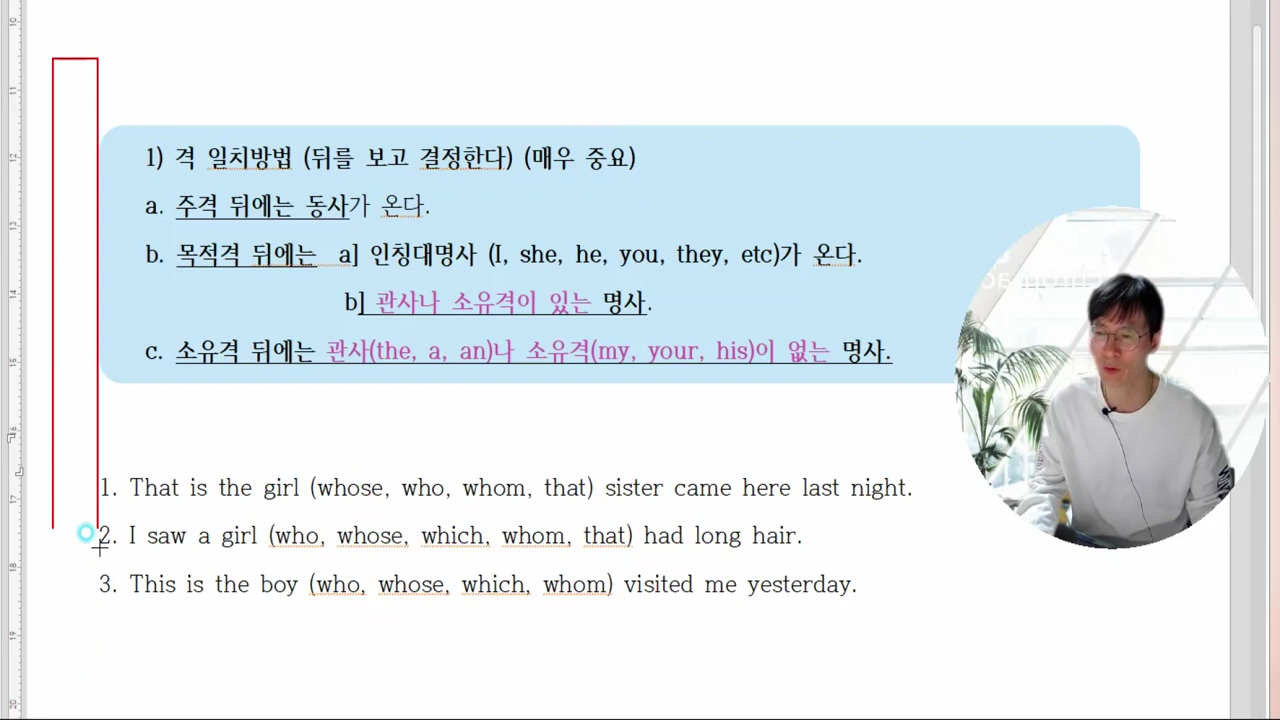 1) 격 일치방법 (뒤를 보고 결정한다) (매우 중요)
a. 주격 뒤에는 동사가 온다.
b. 목적격 뒤에는 a] 인칭대명사 (I, she, he, you, they, etc)가 온다.
b] 관사나 소유격이 있는 명사.
c. 소유격 뒤에는 관사(the, a, an)나 소유격(my, your, his)이 없는 명사.
1. That is the girl (whose, who, whom, that) sister came here last night.
2. I saw a girl (who, whose, which, whom, that) had long hair.
3. This is the boy (who, whose, which, whom) visited me yesterday.